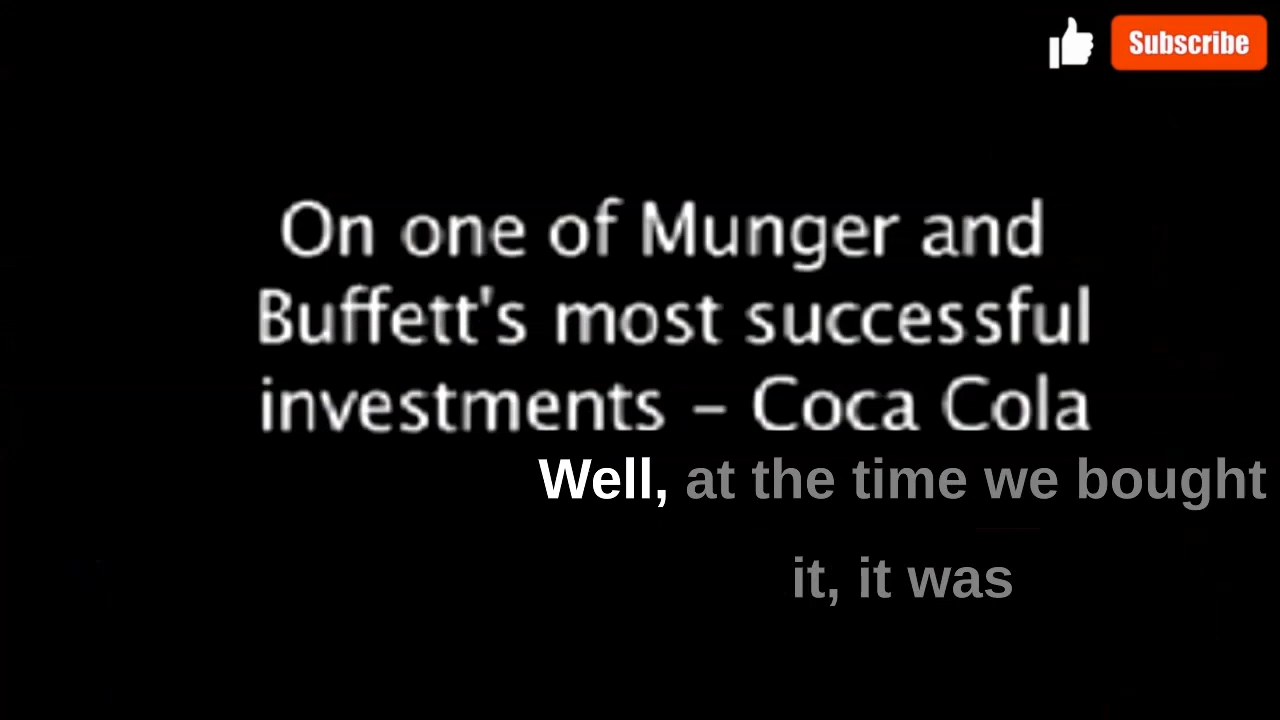 Subscribe
On one of Munger and
Buffett's most successful
investments – Coca Cola
Well, at the time we bought
it, it was